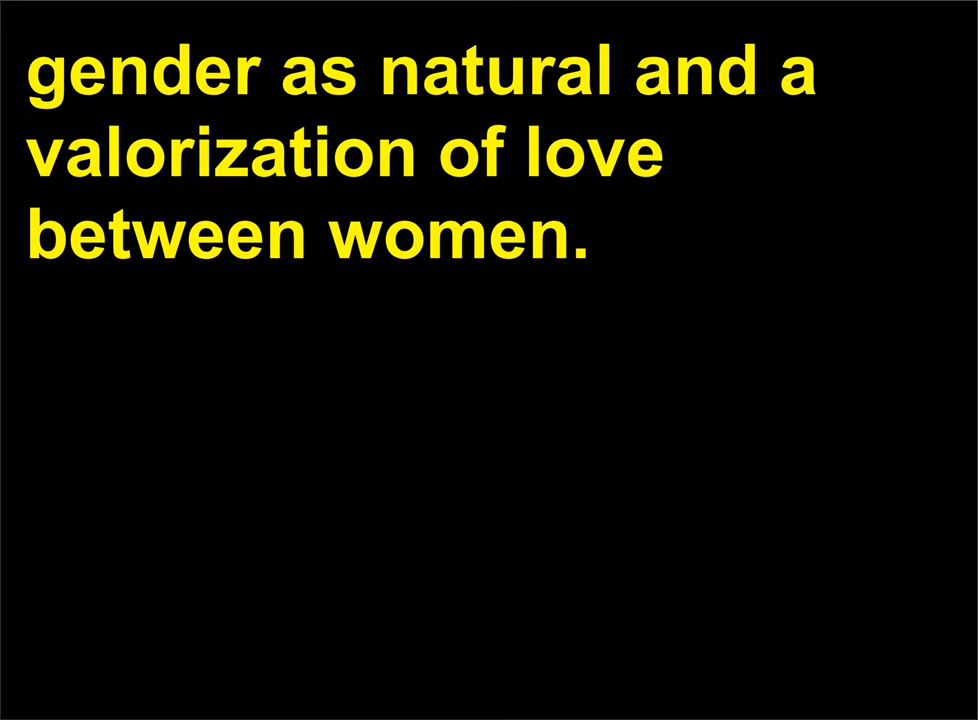 gender as natural and a
valorization of love
between women.